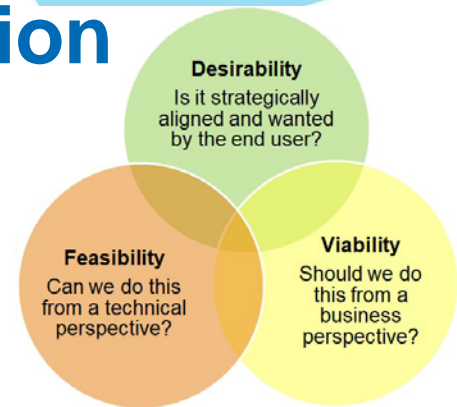 ion
Desirability
Is it strategically
aligned and wanted
by the end user?
Feasibility
Can we do this
from a technical
perspective?
Viability
Should we do
this from a
business
perspective?